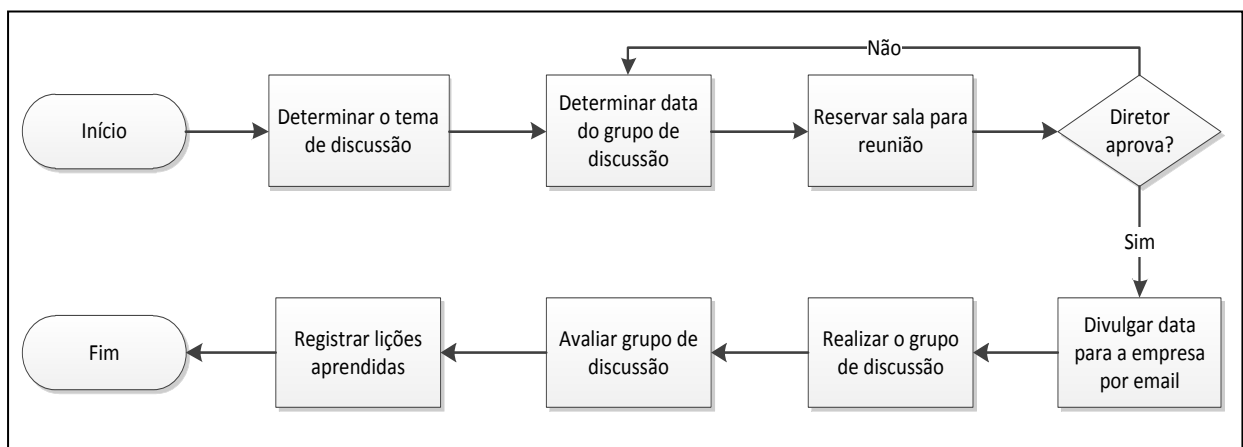 Início
Determinar o tema
de discussão
Determinar data
do grupo de
discussão
Reservar sala para
reunião
Diretor
aprova?
Não
Sim
Divulgar data
para a empresa
por email
Realizar o grupo
de discussão
Avaliar grupo de
discussão
Registrar lições
aprendidas
Fim